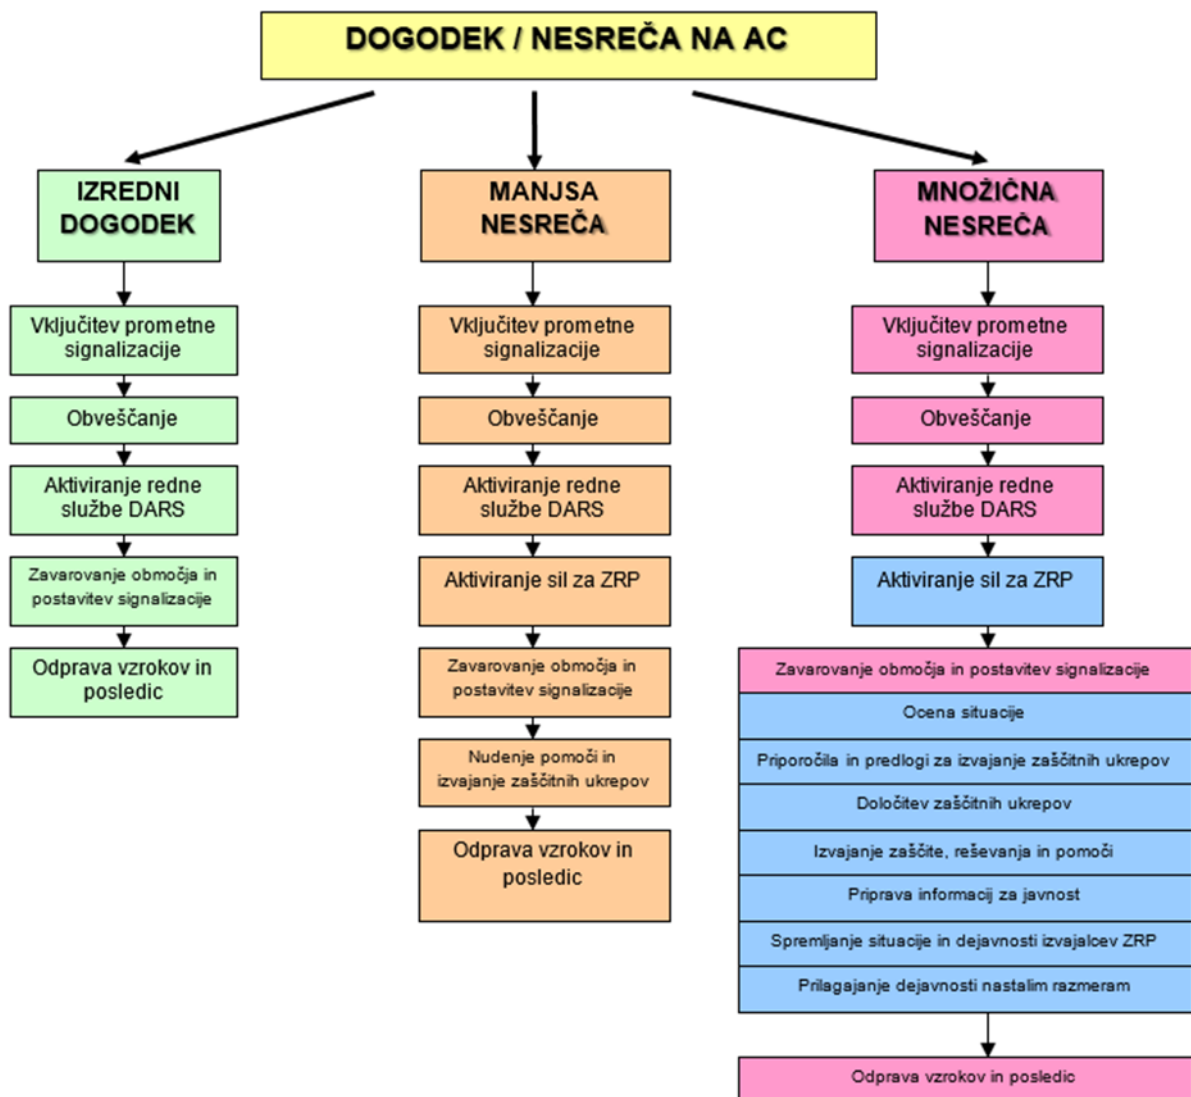 DOGODEK / NESREČA NA AC
IZREDNI
DOGODEK
Vključitev prometne
signalizacije
Obveščanje
Aktiviranje redne
službe DARS
Zavarovanje območja in
postavitev signalizacije
Odprava vzrokov in
posledic
MANJSA
NESREČA
Vključitev prometne
signalizacije
Obveščanje
Aktiviranje redne
službe DARS
Aktiviranje sil za ZRP
Zavarovanje območja in
postavitev signalizacije
Nudenje pomoči in
izvajanje zaščitnih ukrepov
Odprava vzrokov in
posledic
MNOŽIČNA
NESREČA
Vključitev prometne
signalizacije
Obveščanje
Aktiviranje redne
službe DARS
Aktiviranje sil za ZRP
Zavarovanje območja in postavitev signalizacije
Ocena situacije
Priporočila in predlogi za izvajanje zaščitnih ukrepov
Določitev zaščitnih ukrepov
Izvajanje zaščite, reševanja in pomoči
Priprava informacij za javnost
Spremljanje situacije in dejavnosti izvajalcev ZRP
Prilagajanje dejavnosti nastalim razmeram
Odprava vzrokov in posledic